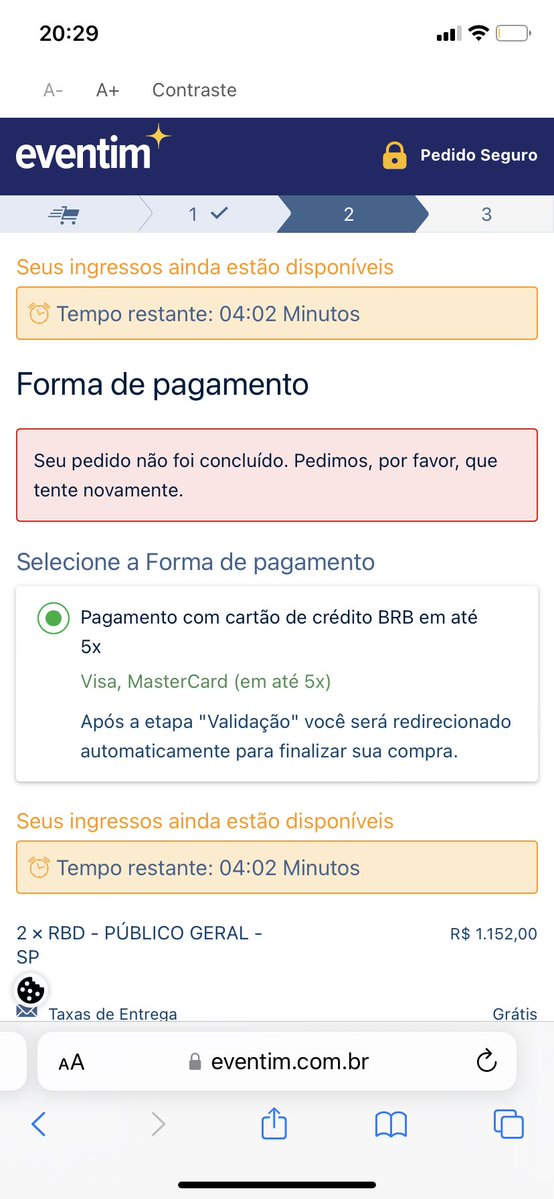 20:29
A- A+ Contraste
eventim Pedido Seguro
1 2 3
Seus ingressos ainda estão disponíveis
Tempo restante: 04:02 Minutos
Forma de pagamento
Seu pedido não foi concluído. Pedimos, por favor, que
tente novamente.
Selecione a Forma de pagamento
Pagamento com cartão de crédito BRB em até
5x
Visa, MasterCard (em até 5x)
Após a etapa "Validação" você será redirecionado
automaticamente para finalizar sua compra.
Seus ingressos ainda estão disponíveis
Tempo restante: 04:02 Minutos
2 × RBD - PÚBLICO GERAL - R$ 1.152,00
SP
Taxas de Entrega Grátis
AA eventim.com.br